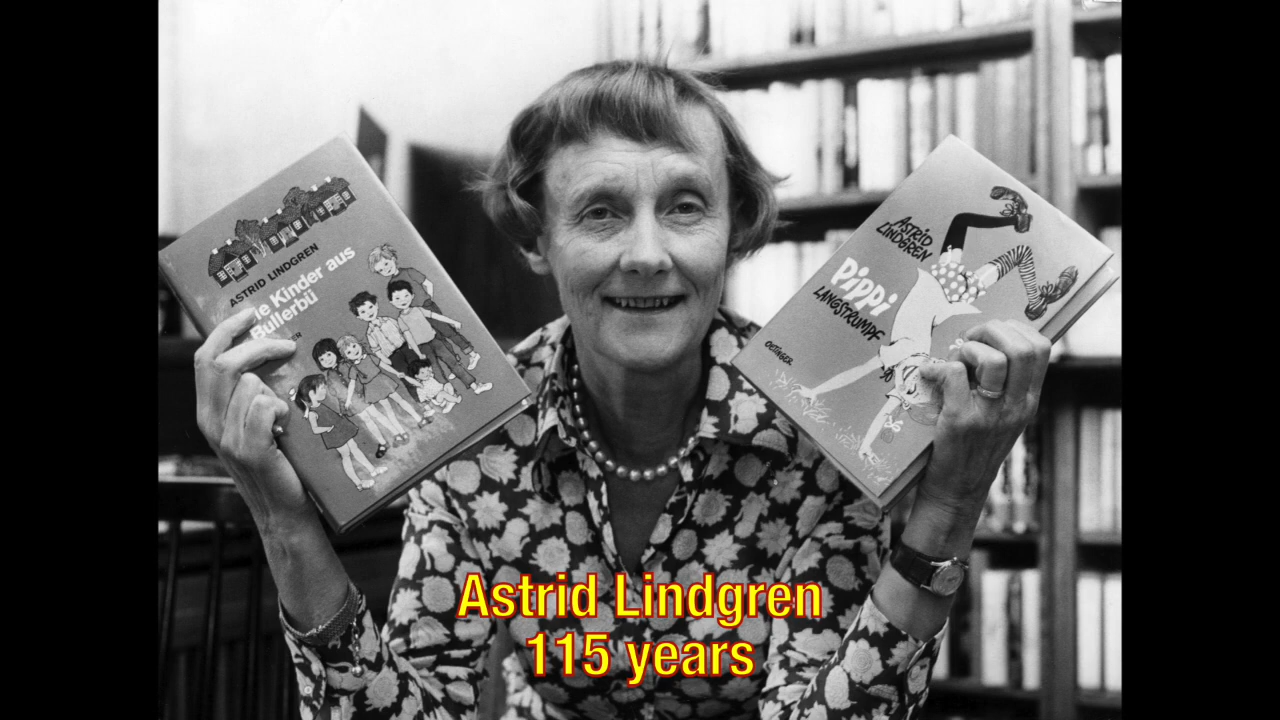 ASTRID LINDGREN
ie Kinder aus
Bullerbü
ASTRID
LINDGREN
Pippi
LANGSTRUMPF
OETINGER
Astrid Lindgren
115 years